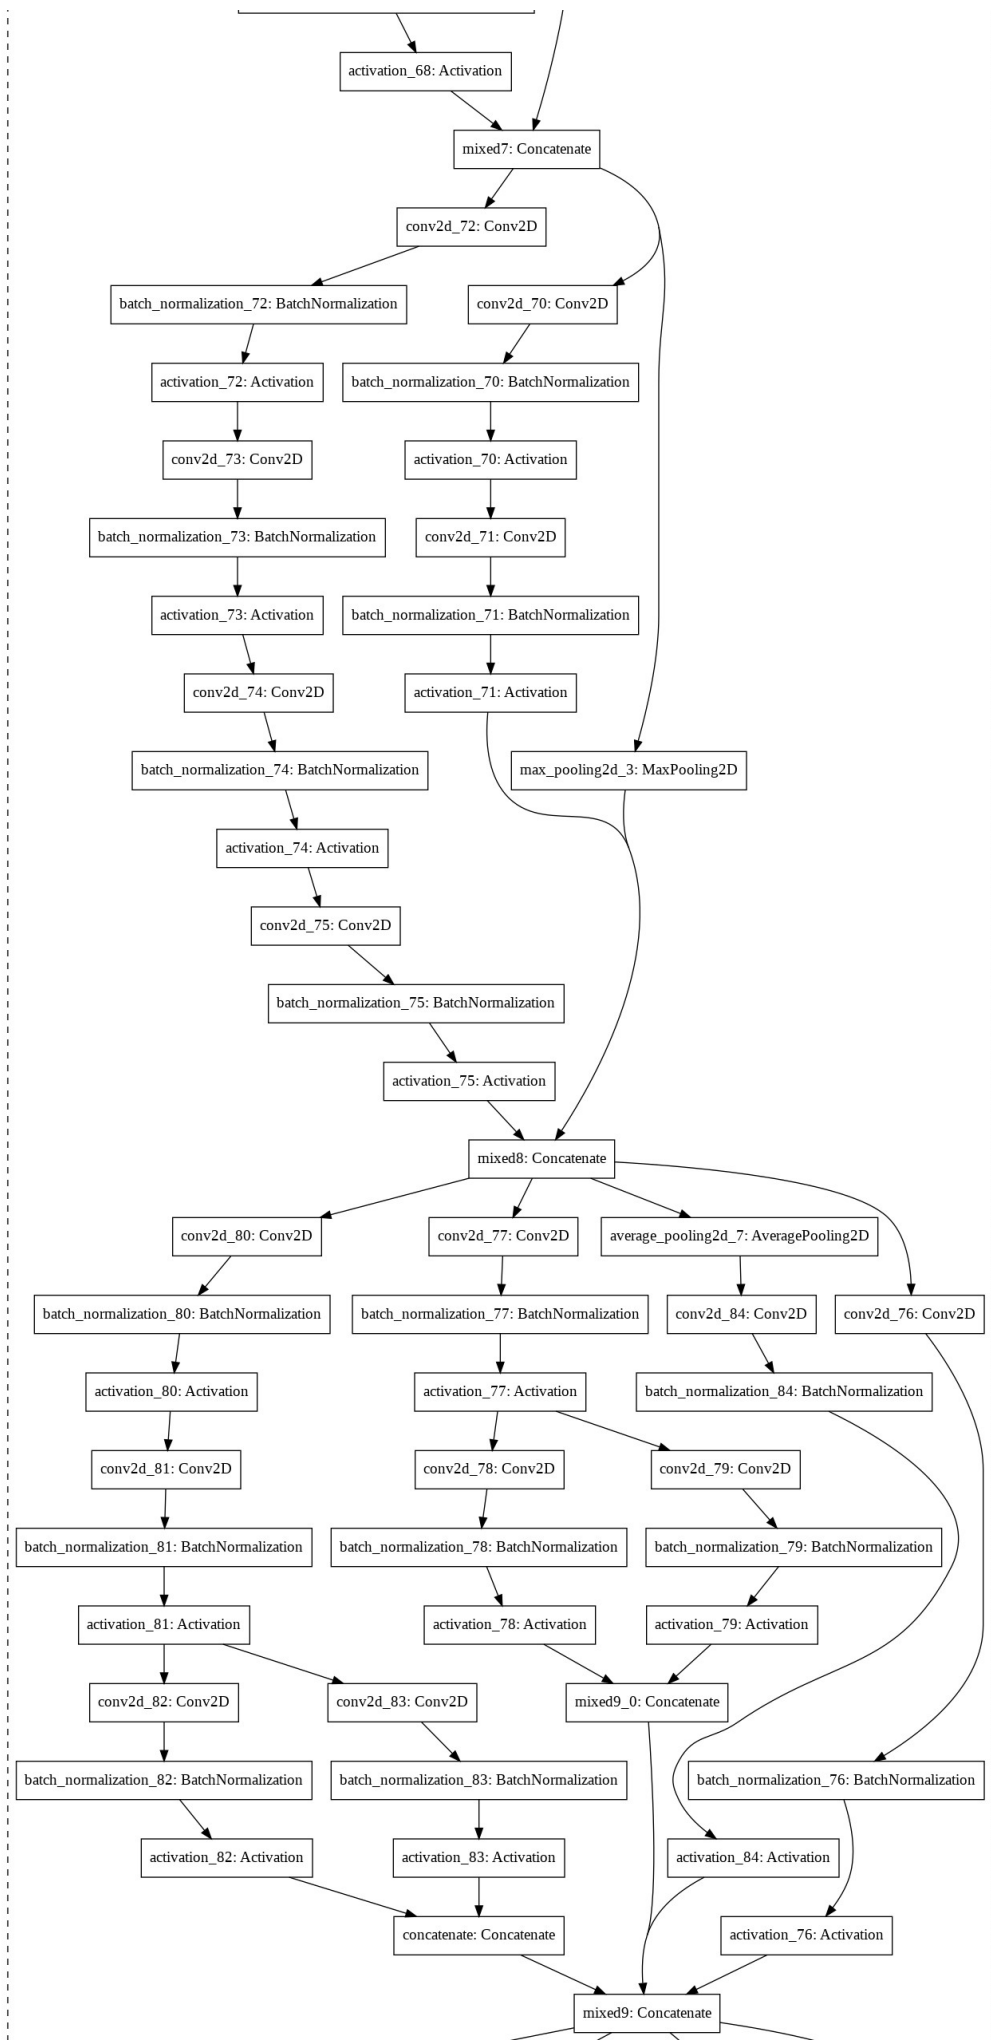 activation_68: Activation
mixed7: Concatenate
conv2d_72: Conv2D
batch_normalization_72: BatchNormalization
conv2d_70: Conv2D
activation_72: Activation
batch_normalization_70: BatchNormalization
conv2d_73: Conv2D
activation_70: Activation
batch_normalization_73: BatchNormalization
conv2d_71: Conv2D
activation_73: Activation
batch_normalization_71: BatchNormalization
conv2d_74: Conv2D
activation_71: Activation
batch_normalization_74: BatchNormalization
max_pooling2d_3: MaxPooling2D
activation_74: Activation
conv2d_75: Conv2D
batch_normalization_75: BatchNormalization
activation_75: Activation
mixed8: Concatenate
conv2d_80: Conv2D
conv2d_77: Conv2D
average_pooling2d_7: AveragePooling2D
batch_normalization_80: BatchNormalization
batch_normalization_77: BatchNormalization
conv2d_84: Conv2D
conv2d_76: Conv2D
activation_80: Activation
activation_77: Activation
batch_normalization_84: BatchNormalization
conv2d_81: Conv2D
conv2d_78: Conv2D
conv2d_79: Conv2D
batch_normalization_81: BatchNormalization
batch_normalization_78: BatchNormalization
batch_normalization_79: BatchNormalization
activation_81: Activation
activation_78: Activation
activation_79: Activation
conv2d_82: Conv2D
conv2d_83: Conv2D
mixed9_0: Concatenate
batch_normalization_82: BatchNormalization
batch_normalization_83: BatchNormalization
batch_normalization_76: BatchNormalization
activation_82: Activation
activation_83: Activation
activation_84: Activation
concatenate: Concatenate
activation_76: Activation
mixed9: Concatenate